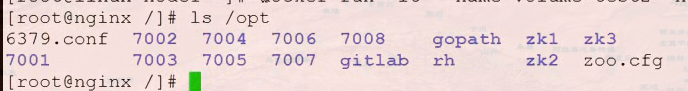 [root@nginx /]# ls /opt
6379.conf 7002 7004 7006 7008 gopath zk1 zk3
7001 7003 7005 7007 gitlab rh zk2 zoo.cfg
[root@nginx /]#